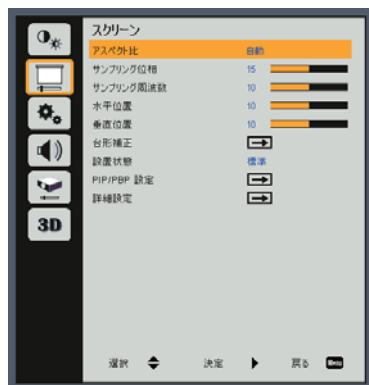 スクリーン
アスペクト比 自動
サンプリング位相 15
サンプリング周波数 10
水平位置 10
垂直位置 10
台形補正
設置状態 標準
PIP/PBP 設定
詳細設定
3D
選択 決定 戻る Menu